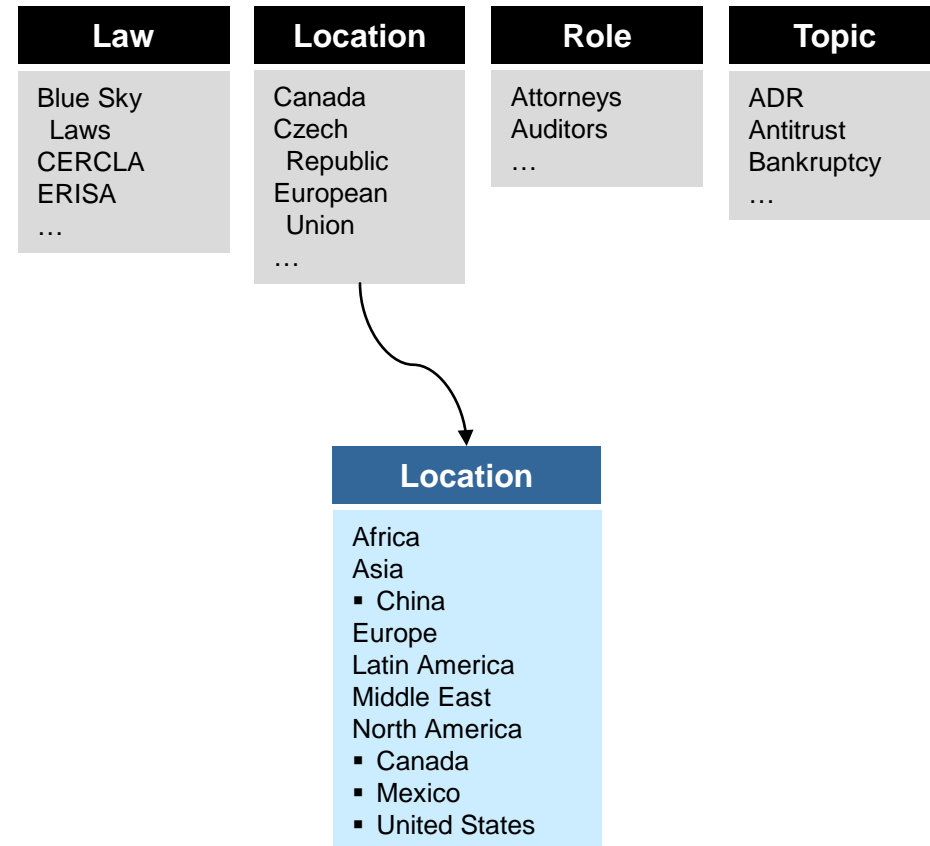 Law
Blue Sky
Laws
CERCLA
ERISA
…
Location
Canada
Czech
Republic
European
Union
…
Role
Attorneys
Auditors
…
Topic
ADR
Antitrust
Bankruptcy
…
Location
Africa
Asia
▪ China
Europe
Latin America
Middle East
North America
▪ Canada
▪ Mexico
▪ United States